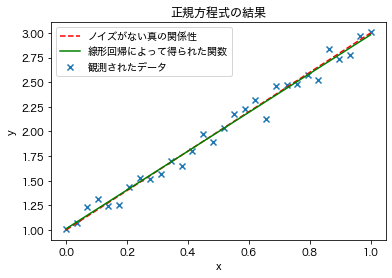 正規方程式の結果
ノイズがない真の関係性
線形回帰によって得られた関数
観測されたデータ
3.00
2.75
2.50
2.25
2.00
1.75
1.50
1.25
1.00
y
0.0 0.2 0.4 0.6 0.8 1.0
x